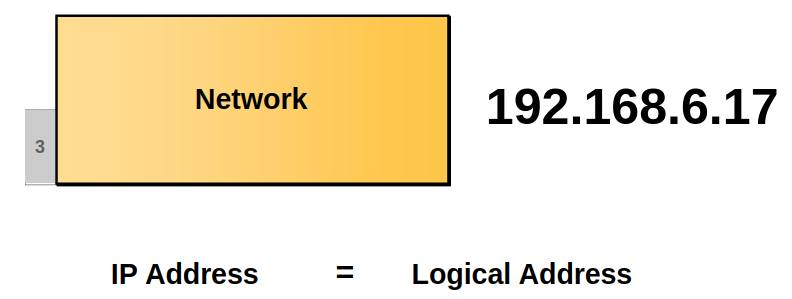 Network
192.168.6.17
3
IP Address = Logical Address